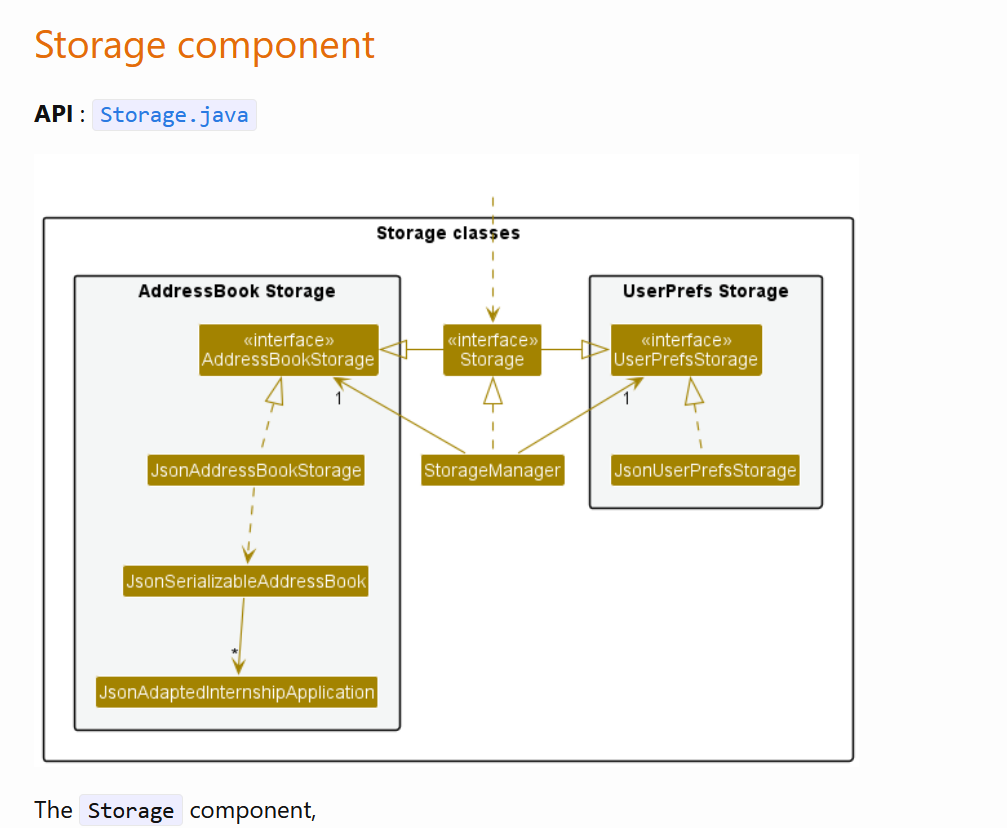 Storage component
API : Storage.java
Storage classes
AddressBook Storage
UserPrefs Storage
«interface»
AddressBookStorage
«interface»
Storage
«interface»
UserPrefsStorage
1
1
JsonAddressBookStorage
StorageManager
JsonUserPrefsStorage
JsonSerializableAddressBook
*
JsonAdaptedInternshipApplication
The Storage component,